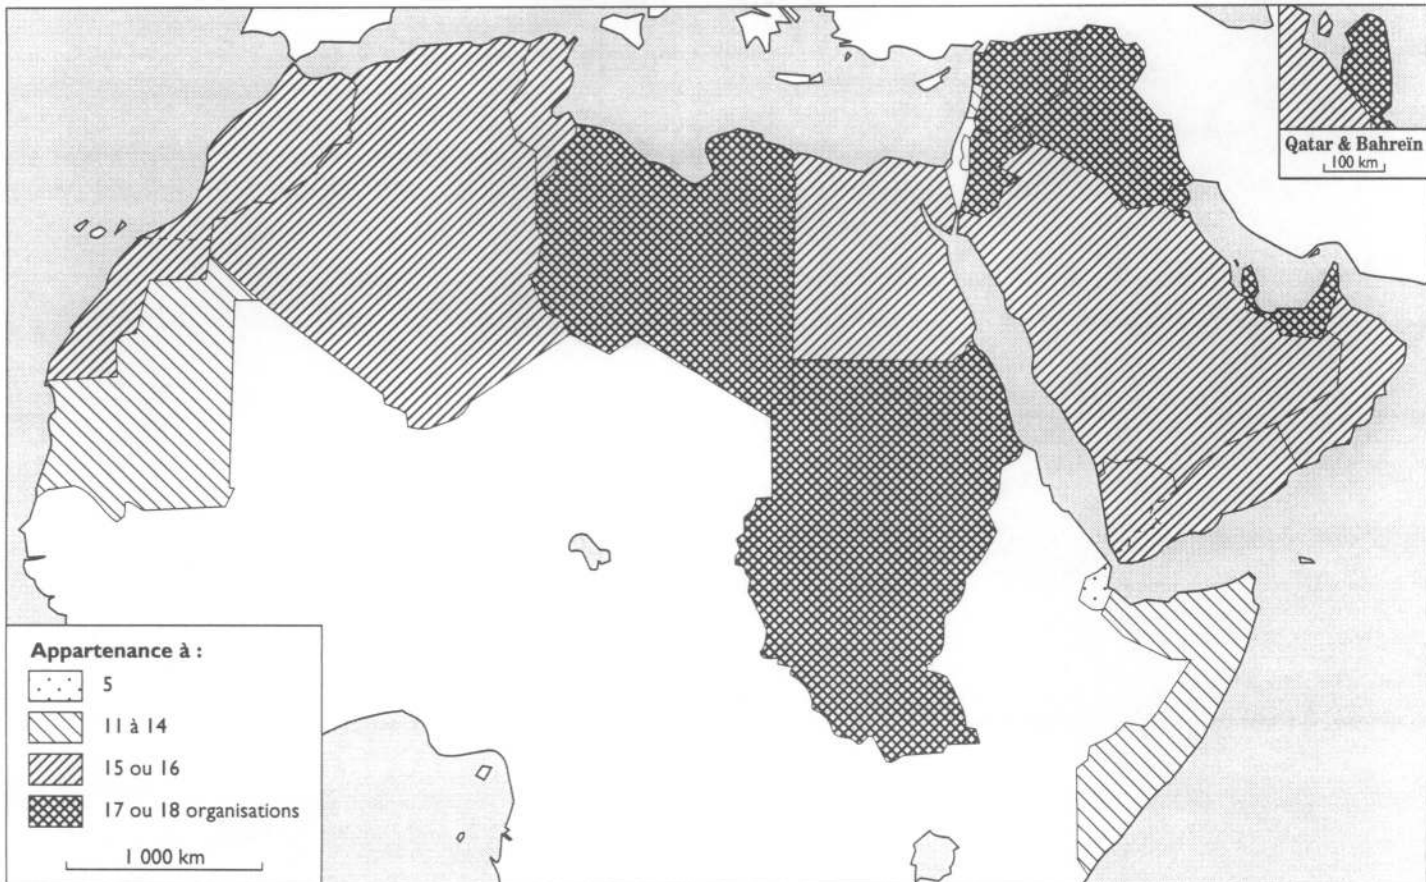 Qatar & Bahreïn
100 km
Appartenance à :
5
11 à 14
15 ou 16
17 ou 18 organisations
1 000 km